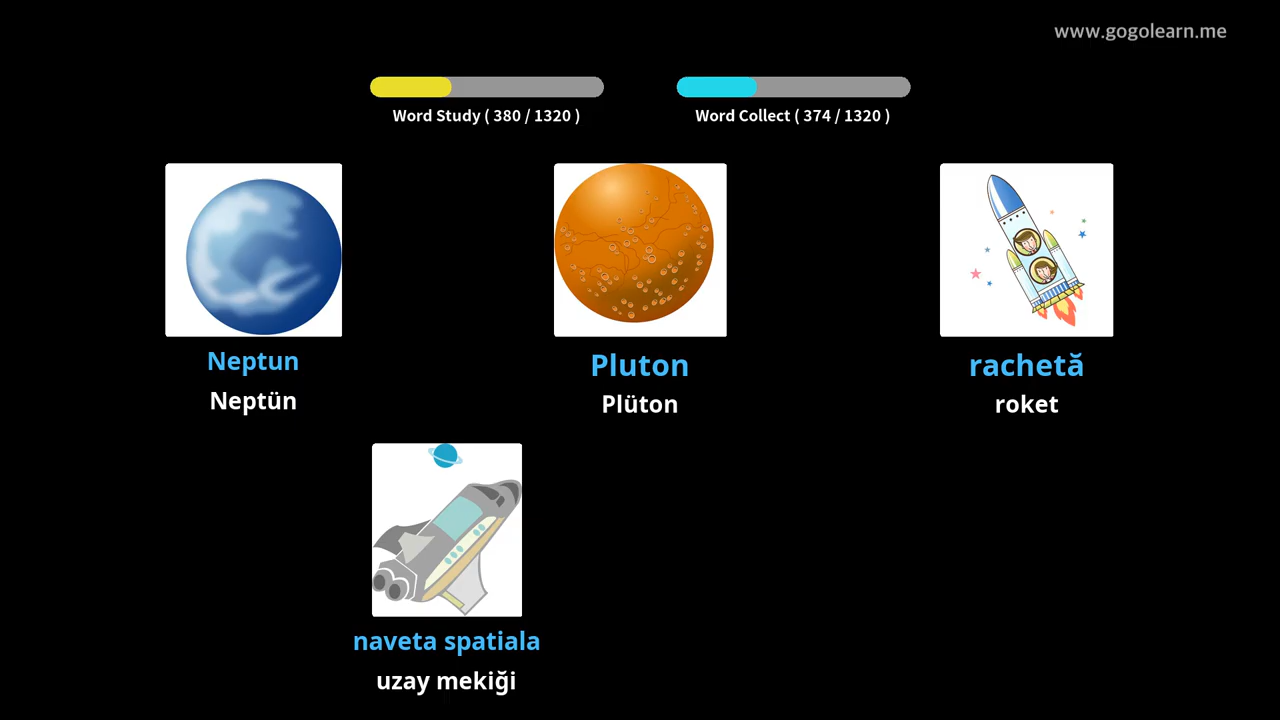 www.gogolearn.me
Word Study ( 380 / 1320 )
Word Collect ( 374 / 1320 )
Neptun
Neptün
Pluton
Plüton
rachetă
roket
naveta spatiala
uzay mekiği